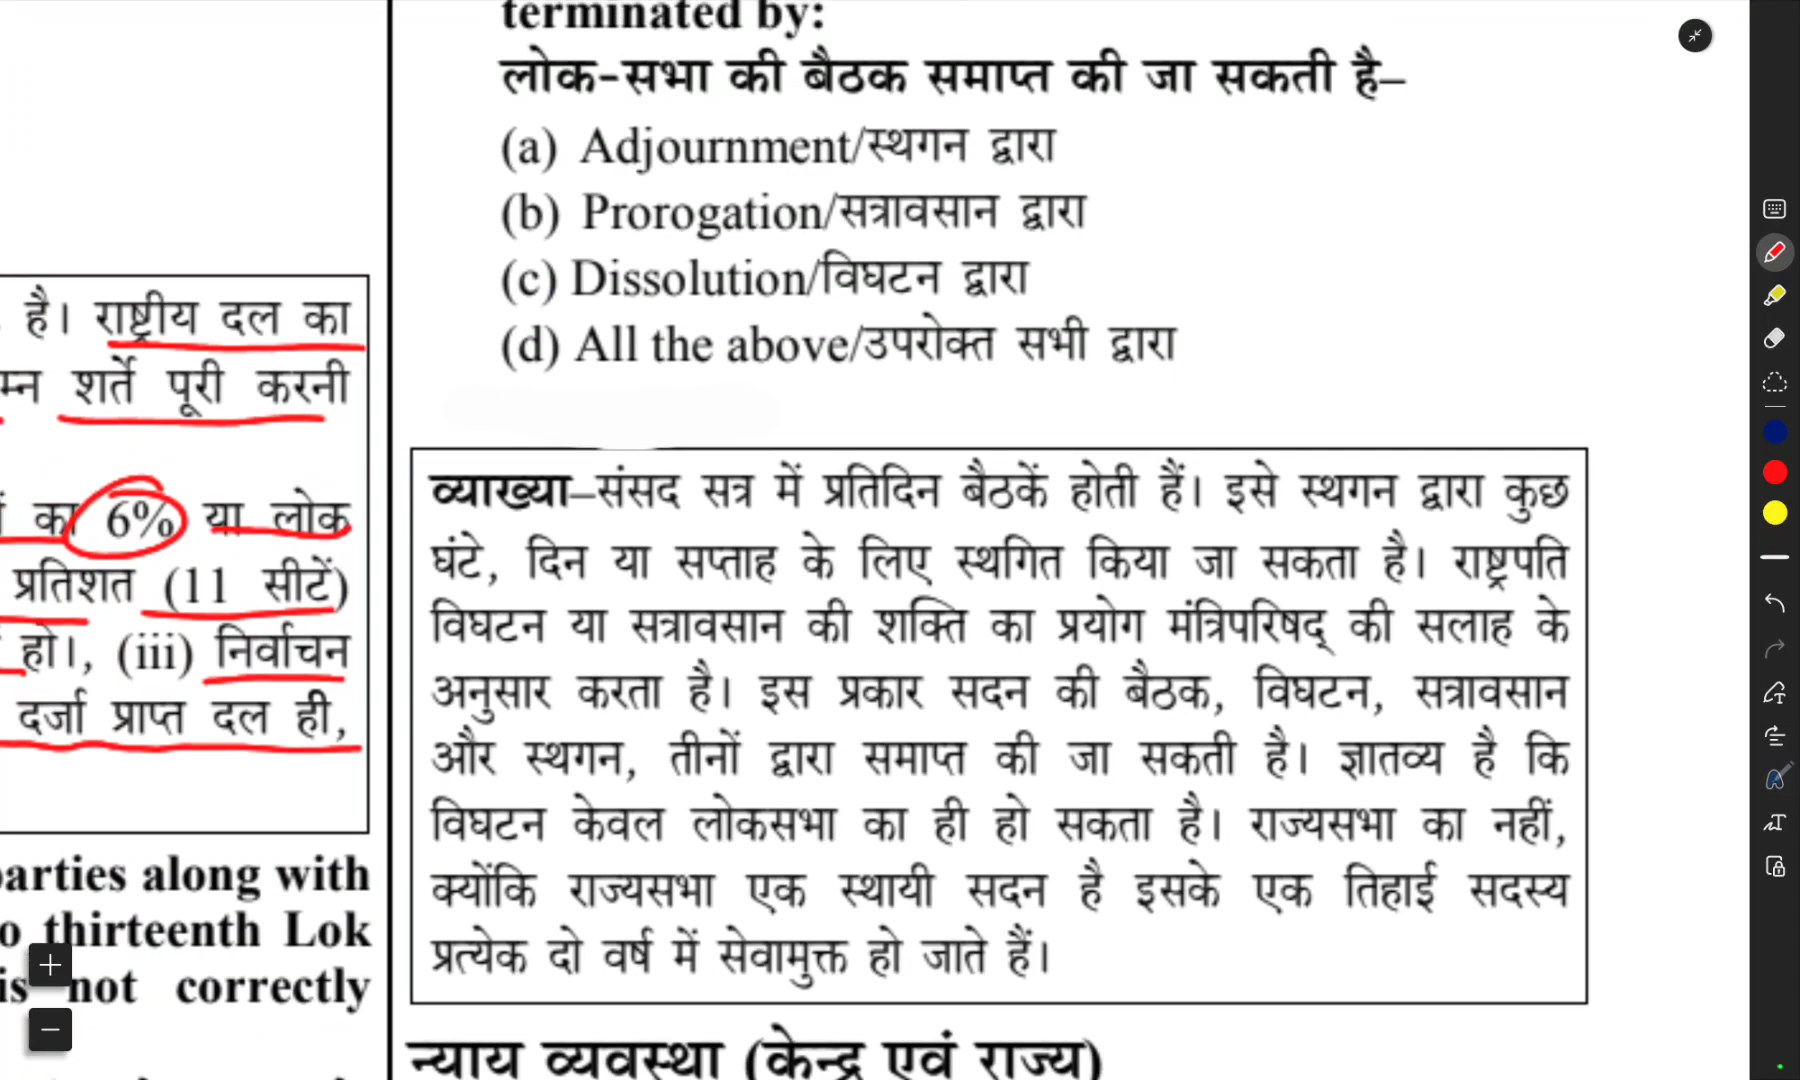 है। राष्ट्रीय दल का
म्न शर्ते पूरी करनी
का 6% या लोक
प्रतिशत (11 सीटें)
हो।, (iii) निर्वाचन
दर्जा प्राप्त दल ही,
parties along with
o thirteenth Lok
is not correctly
terminated by:
लोक-सभा की बैठक समाप्त की जा सकती है–
(a) Adjournment/स्थगन द्वारा
(b) Prorogation/सत्रावसान द्वारा
(c) Dissolution/विघटन द्वारा
(d) All the above/उपरोक्त सभी द्वारा
व्याख्या–संसद सत्र में प्रतिदिन बैठकें होती हैं। इसे स्थगन द्वारा कुछ
घंटे, दिन या सप्ताह के लिए स्थगित किया जा सकता है। राष्ट्रपति
विघटन या सत्रावसान की शक्ति का प्रयोग मंत्रिपरिषद् की सलाह के
अनुसार करता है। इस प्रकार सदन की बैठक, विघटन, सत्रावसान
और स्थगन, तीनों द्वारा समाप्त की जा सकती है। ज्ञातव्य है कि
विघटन केवल लोकसभा का ही हो सकता है। राज्यसभा का नहीं,
क्योंकि राज्यसभा एक स्थायी सदन है इसके एक तिहाई सदस्य
प्रत्येक दो वर्ष में सेवामुक्त हो जाते हैं।
न्याय व्यवस्था (केन्द्र एवं राज्य)